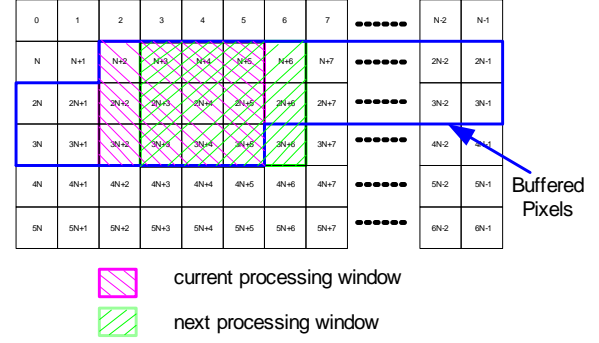 0 1 2 3 4 5 6 7 N-2 N-1
N N+1 N+2 N+3 N+4 N+5 N+6 N+7 2N-2 2N-1
2N 2N+1 2N+2 2N+3 2N+4 2N+5 2N+6 2N+7 3N-2 3N-1
3N 3N+1 3N+2 3N+3 3N+4 3N+5 3N+6 3N+7 4N-2 4N-1
4N 4N+1 4N+2 4N+3 4N+4 4N+5 4N+6 4N+7 5N-2 5N-1
5N 5N+1 5N+2 5N+3 5N+4 5N+5 5N+6 5N+7 6N-2 6N-1
Buffered
Pixels
current processing window
next processing window